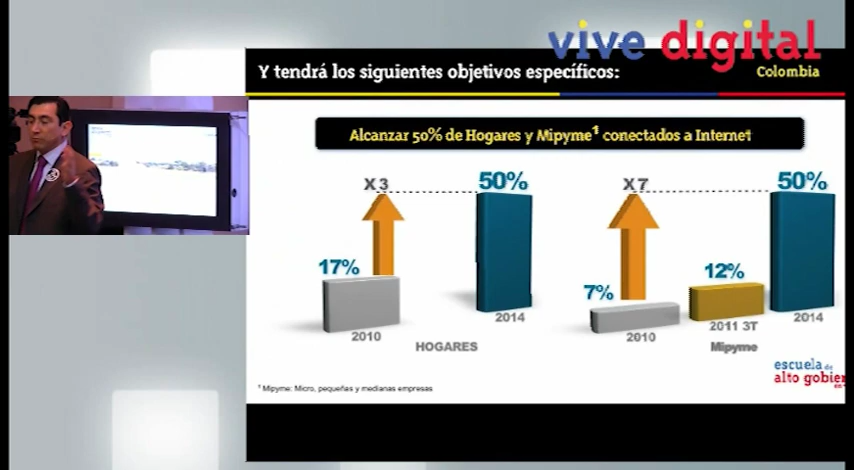 vive digital
Colombia
Y tendrá los siguientes objetivos específicos:
Alcanzar 50% de Hogares y Mipyme¹ conectados a Internet
X 3
50%
17%
2010
2014
HOGARES
X 7
50%
7%
12%
2010
2011 3T
2014
Mipyme
escuela de
alto gobier
¹ Mipyme: Micro, pequeñas y medianas empresas